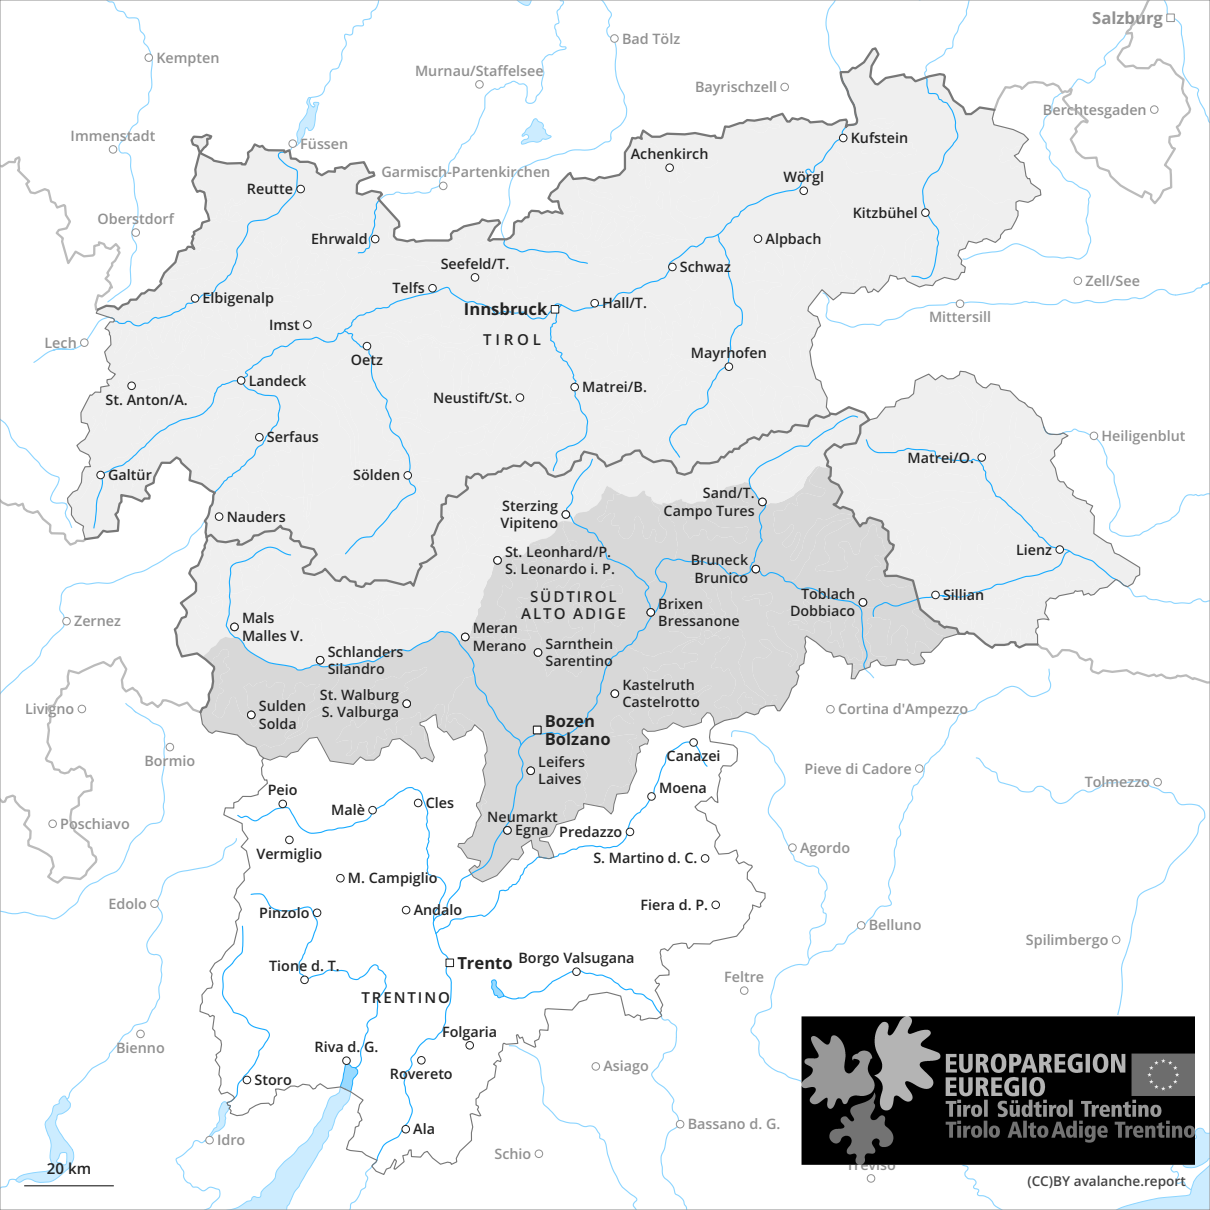 Salzburg
Bad Tölz
Kempten
Murnau/Staffelsee
Bayrischzell
Berchtesgaden
Immenstadt
Füssen
Kufstein
Achenkirch
Garmisch-Partenkirchen
Wörgl
Reutte
Oberstdorf
Kitzbühel
Ehrwald
Alpbach
Seefeld/T.
Schwaz
Zell/See
Telfs
Elbigenalp
Hall/T.
Innsbruck
Mittersill
Imst
TIROL
Lech
Oetz
Mayrhofen
Landeck
Matrei/B.
St. Anton/A.
Neustift/St.
Serfaus
Heiligenblut
Matrei/O.
Galtür
Sölden
Sand/T.
Campo Tures
Sterzing
Vipiteno
Nauders
St. Leonhard/P.
S. Leonardo i. P.
Lienz
Bruneck
Brunico
SÜDTIROL
ALTO ADIGE
Toblach
Dobbiaco
Sillian
Brixen
Bressanone
Zernez
Mals
Malles V.
Meran
Merano
Sarnthein
Sarentino
Schlanders
Silandro
Kastelruth
Castelrotto
St. Walburg
S. Valburga
Sulden
Solda
Livigno
Cortina d'Ampezzo
Bozen
Bolzano
Bormio
Canazei
Leifers
Laives
Pieve di Cadore
Tolmezzo
Peio
Moena
Malè
Cles
Neumarkt
Egna
Poschiavo
Predazzo
Vermiglio
Agordo
S. Martino d. C.
M. Campiglio
Edolo
Pinzolo
Andalo
Fiera d. P.
Belluno
Spilimbergo
Trento
Borgo Valsugana
Tione d. T.
Feltre
TRENTINO
Folgaria
Bienno
Riva d. G.
Rovereto
Asiago
Storo
EUROPAREGION
EUREGIO
Tirol Südtirol Trentino
Tirolo Alto Adige Trentino
Bassano d. G.
Ala
Idro
Schio
Treviso
20 km
(CC)BY avalanche.report